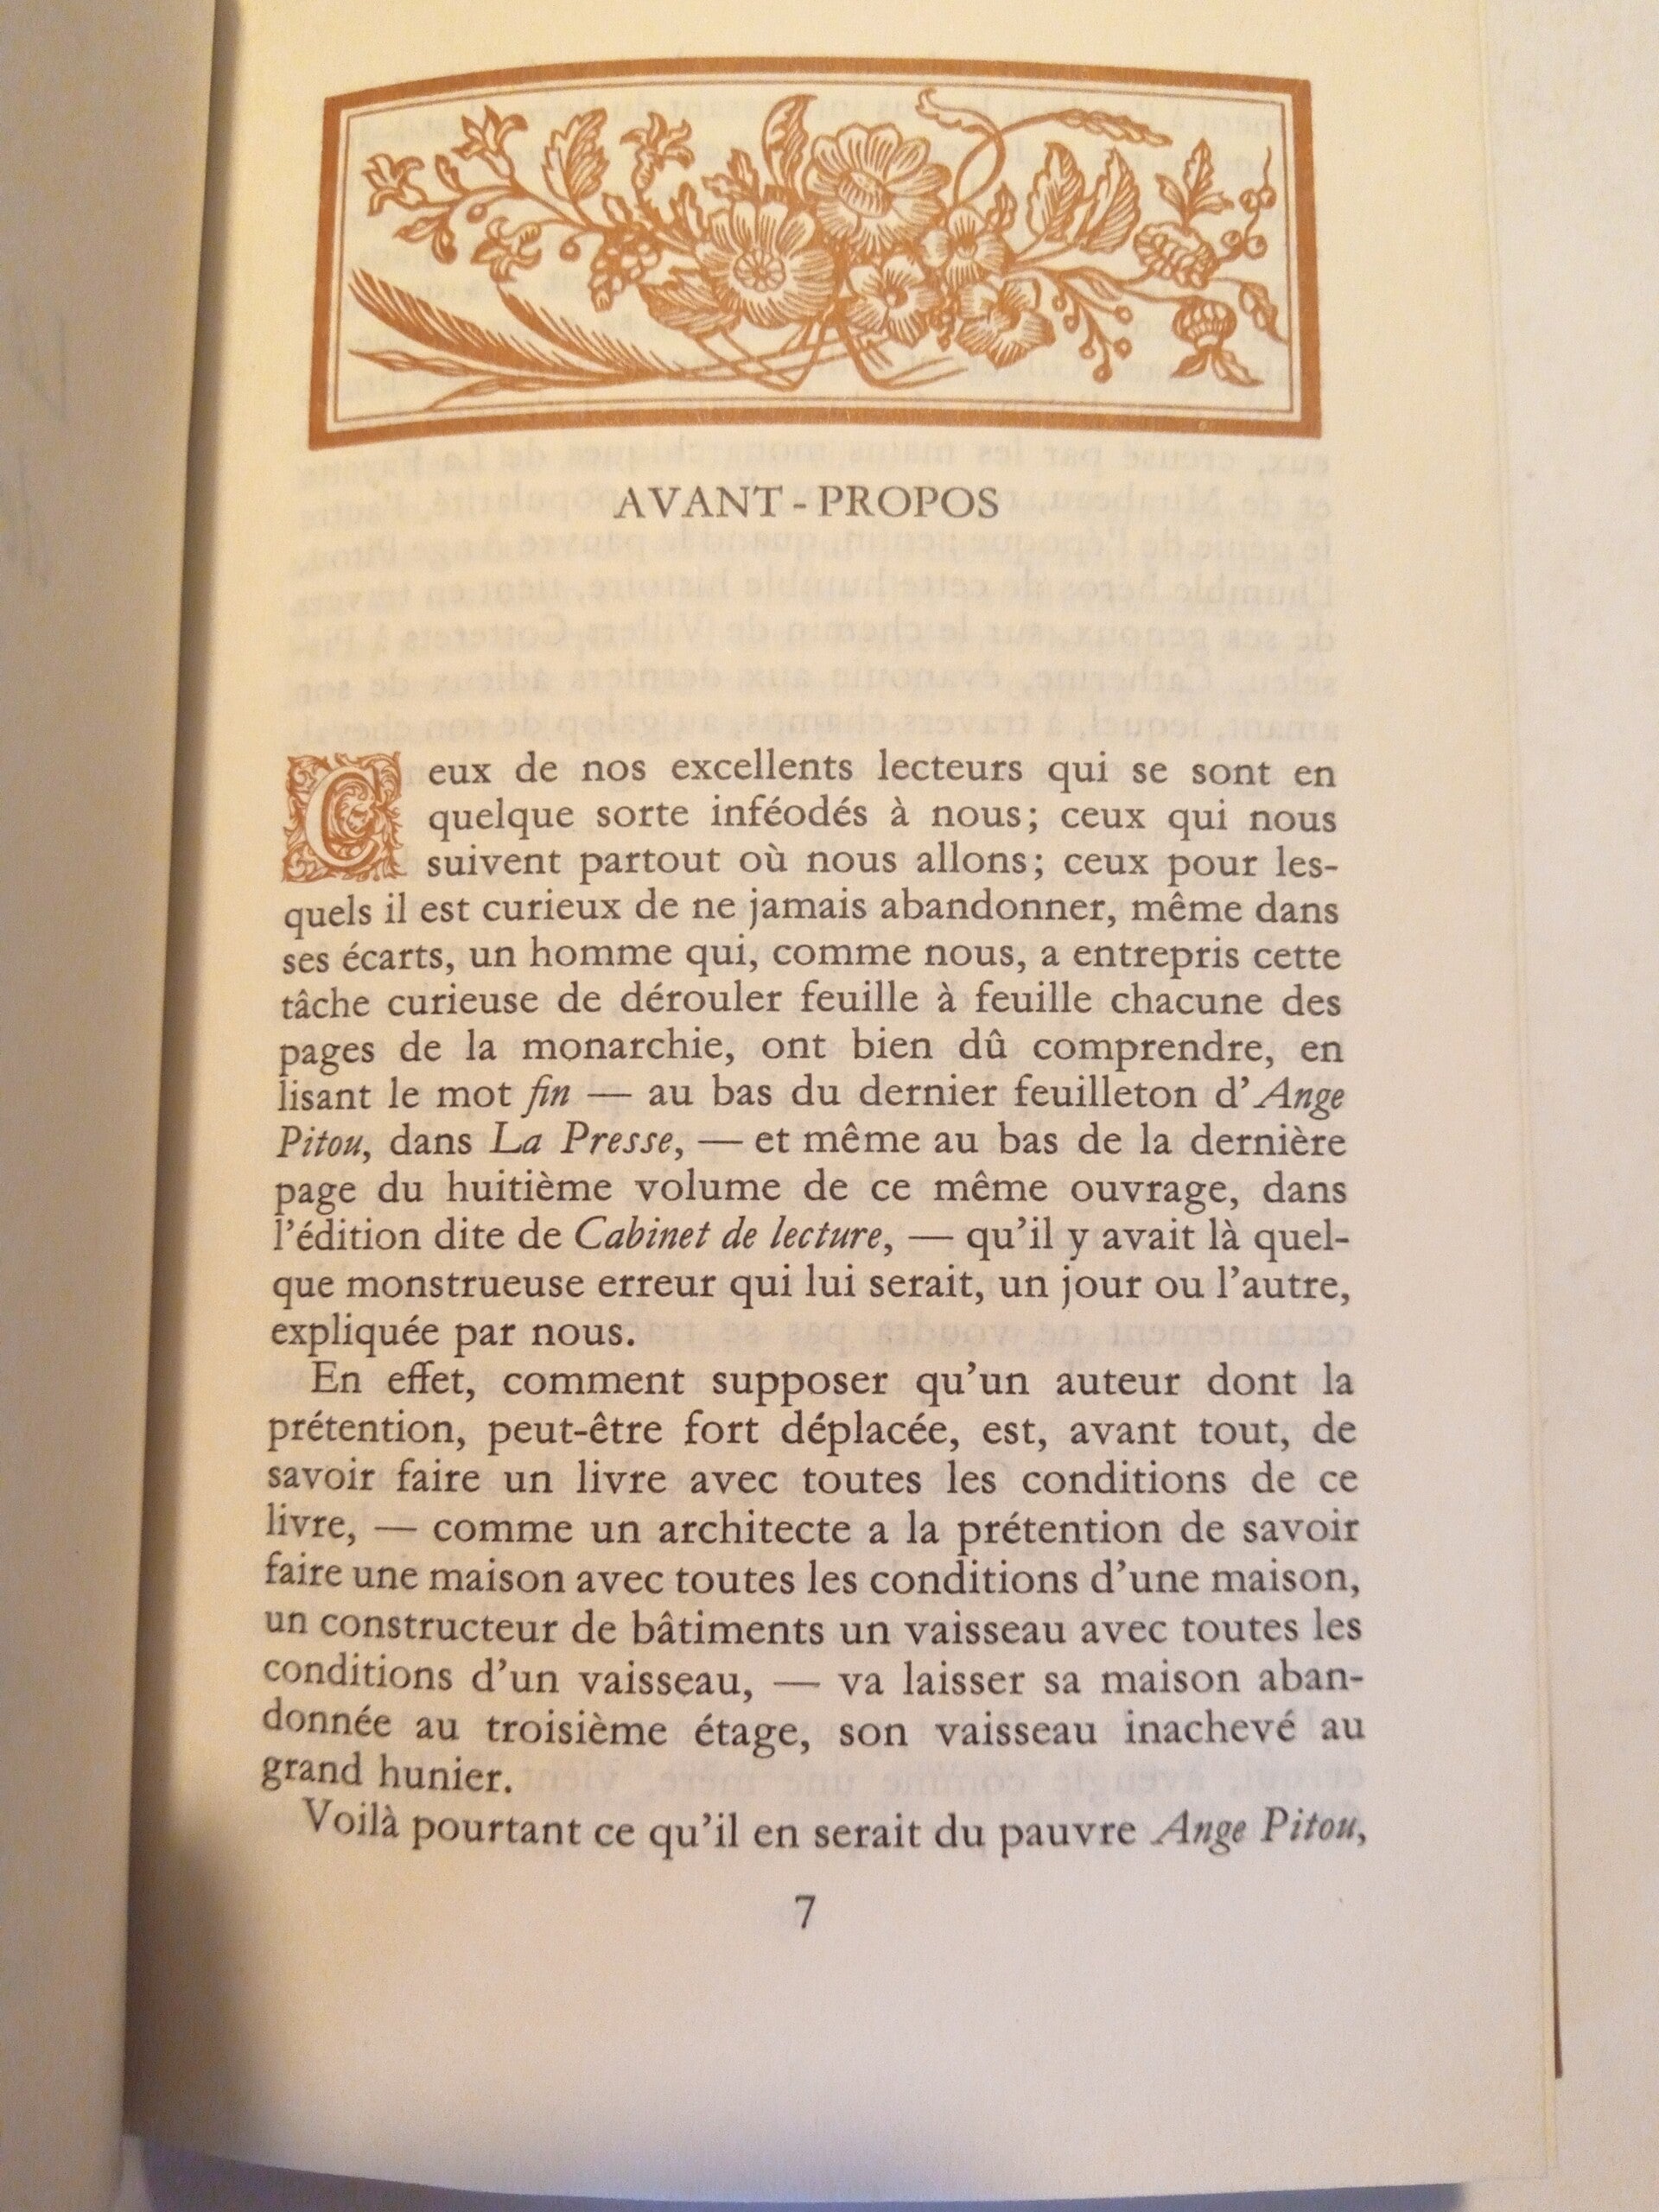 AVANT-PROPOS
Ceux de nos excellents lecteurs qui se sont en
quelque sorte inféodés à nous; ceux qui nous
suivent partout où nous allons; ceux pour les-
quels il est curieux de ne jamais abandonner, même dans
ses écarts, un homme qui, comme nous, a entrepris cette
tâche curieuse de dérouler feuille à feuille chacune des
pages de la monarchie, ont bien dû comprendre, en
lisant le mot fin — au bas du dernier feuilleton d'Ange
Pitou, dans La Presse, — et même au bas de la dernière
page du huitième volume de ce même ouvrage, dans
l'édition dite de Cabinet de lecture, — qu'il y avait là quel-
que monstrueuse erreur qui lui serait, un jour ou l'autre,
expliquée par nous.
En effet, comment supposer qu'un auteur dont la
prétention, peut-être fort déplacée, est, avant tout, de
savoir faire un livre avec toutes les conditions de ce
livre, — comme un architecte a la prétention de savoir
faire une maison avec toutes les conditions d'une maison,
un constructeur de bâtiments un vaisseau avec toutes les
conditions d'un vaisseau, — va laisser sa maison aban-
donnée au troisième étage, son vaisseau inachevé au
grand hunier.
Voilà pourtant ce qu'il en serait du pauvre Ange Pitou,
7